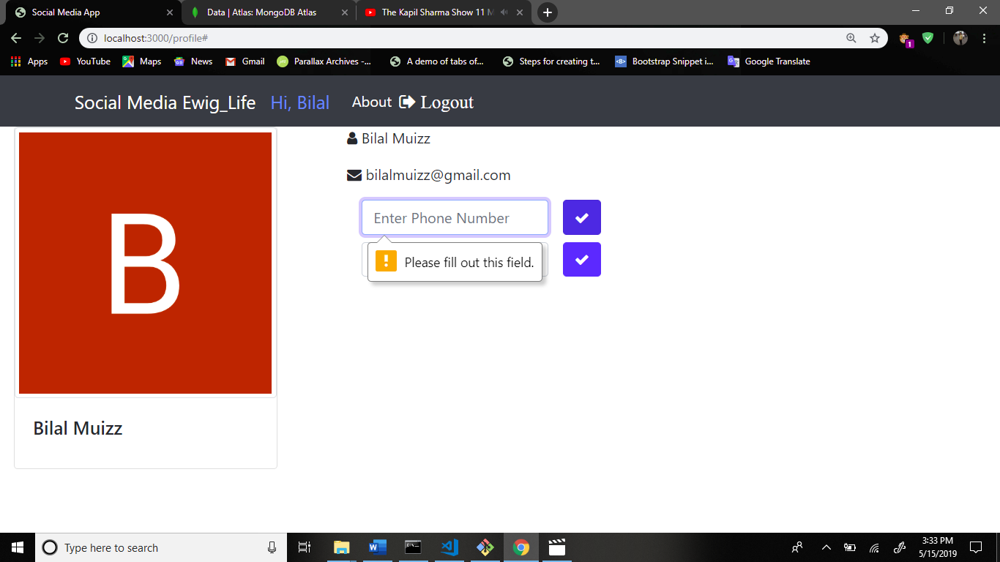 Social Media App
Data | Atlas: MongoDB Atlas
The Kapil Sharma Show 11 M
localhost:3000/profile#
1
Apps
YouTube
Maps
News
Gmail
Parallax Archives -...
A demo of tabs of...
Steps for creating t...
<B>
Bootstrap Snippet i...
Google Translate
Social Media Ewig_Life
Hi, Bilal
About
Logout
B
Bilal Muizz
bilalmuizz@gmail.com
Enter Phone Number
Please fill out this field.
Bilal Muizz
Type here to search
3:33 PM
5/15/2019